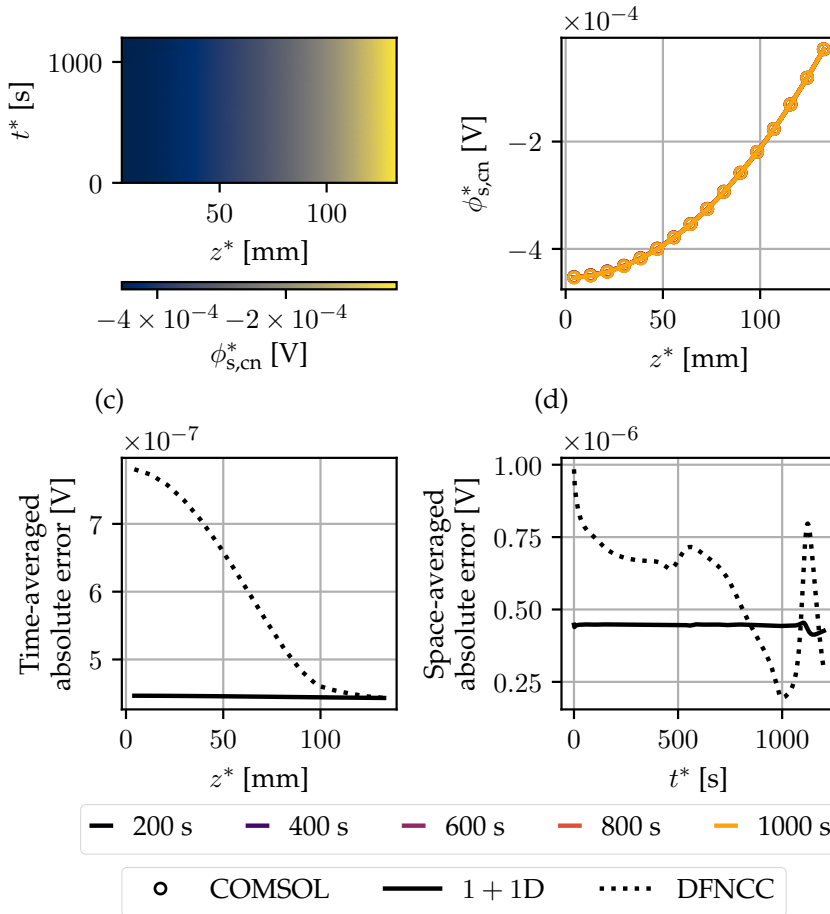 ×10⁻⁴
1000
0
t* [s]
50
100
z* [mm]
−4 × 10⁻⁴
−2 × 10⁻⁴
ϕ*s,cn [V]
−2
−4
ϕ*s,cn [V]
0
50
100
z* [mm]
(c)
(d)
×10⁻⁷
7
5
Time-averaged
absolute error [V]
0
50
100
z* [mm]
×10⁻⁶
1.00
0.75
0.50
0.25
Space-averaged
absolute error [V]
0
500
1000
t* [s]
200 s
400 s
600 s
800 s
1000 s
COMSOL
1 + 1D
DFNCC